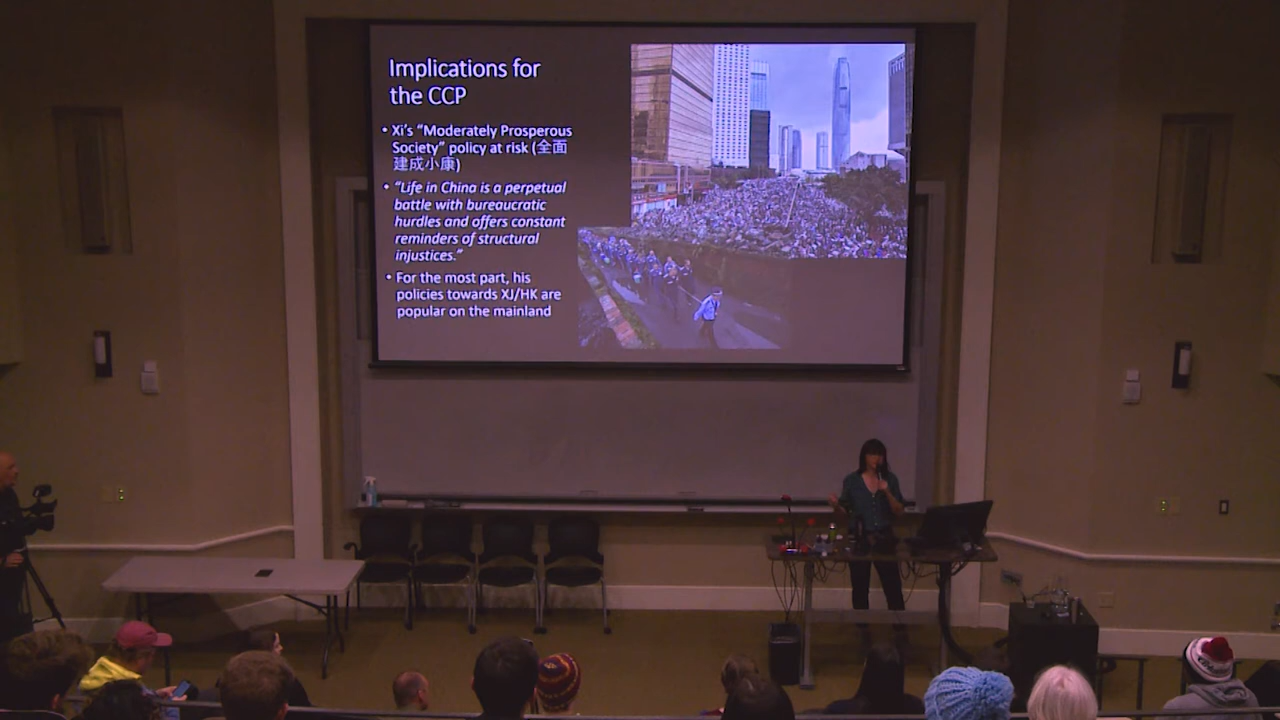 Implications for
the CCP
• Xi's "Moderately Prosperous
Society" policy at risk (全面
建成小康)
• "Life in China is a perpetual
battle with bureaucratic
hurdles and offers constant
reminders of structural
injustices."
• For the most part, his
policies towards XJ/HK are
popular on the mainland